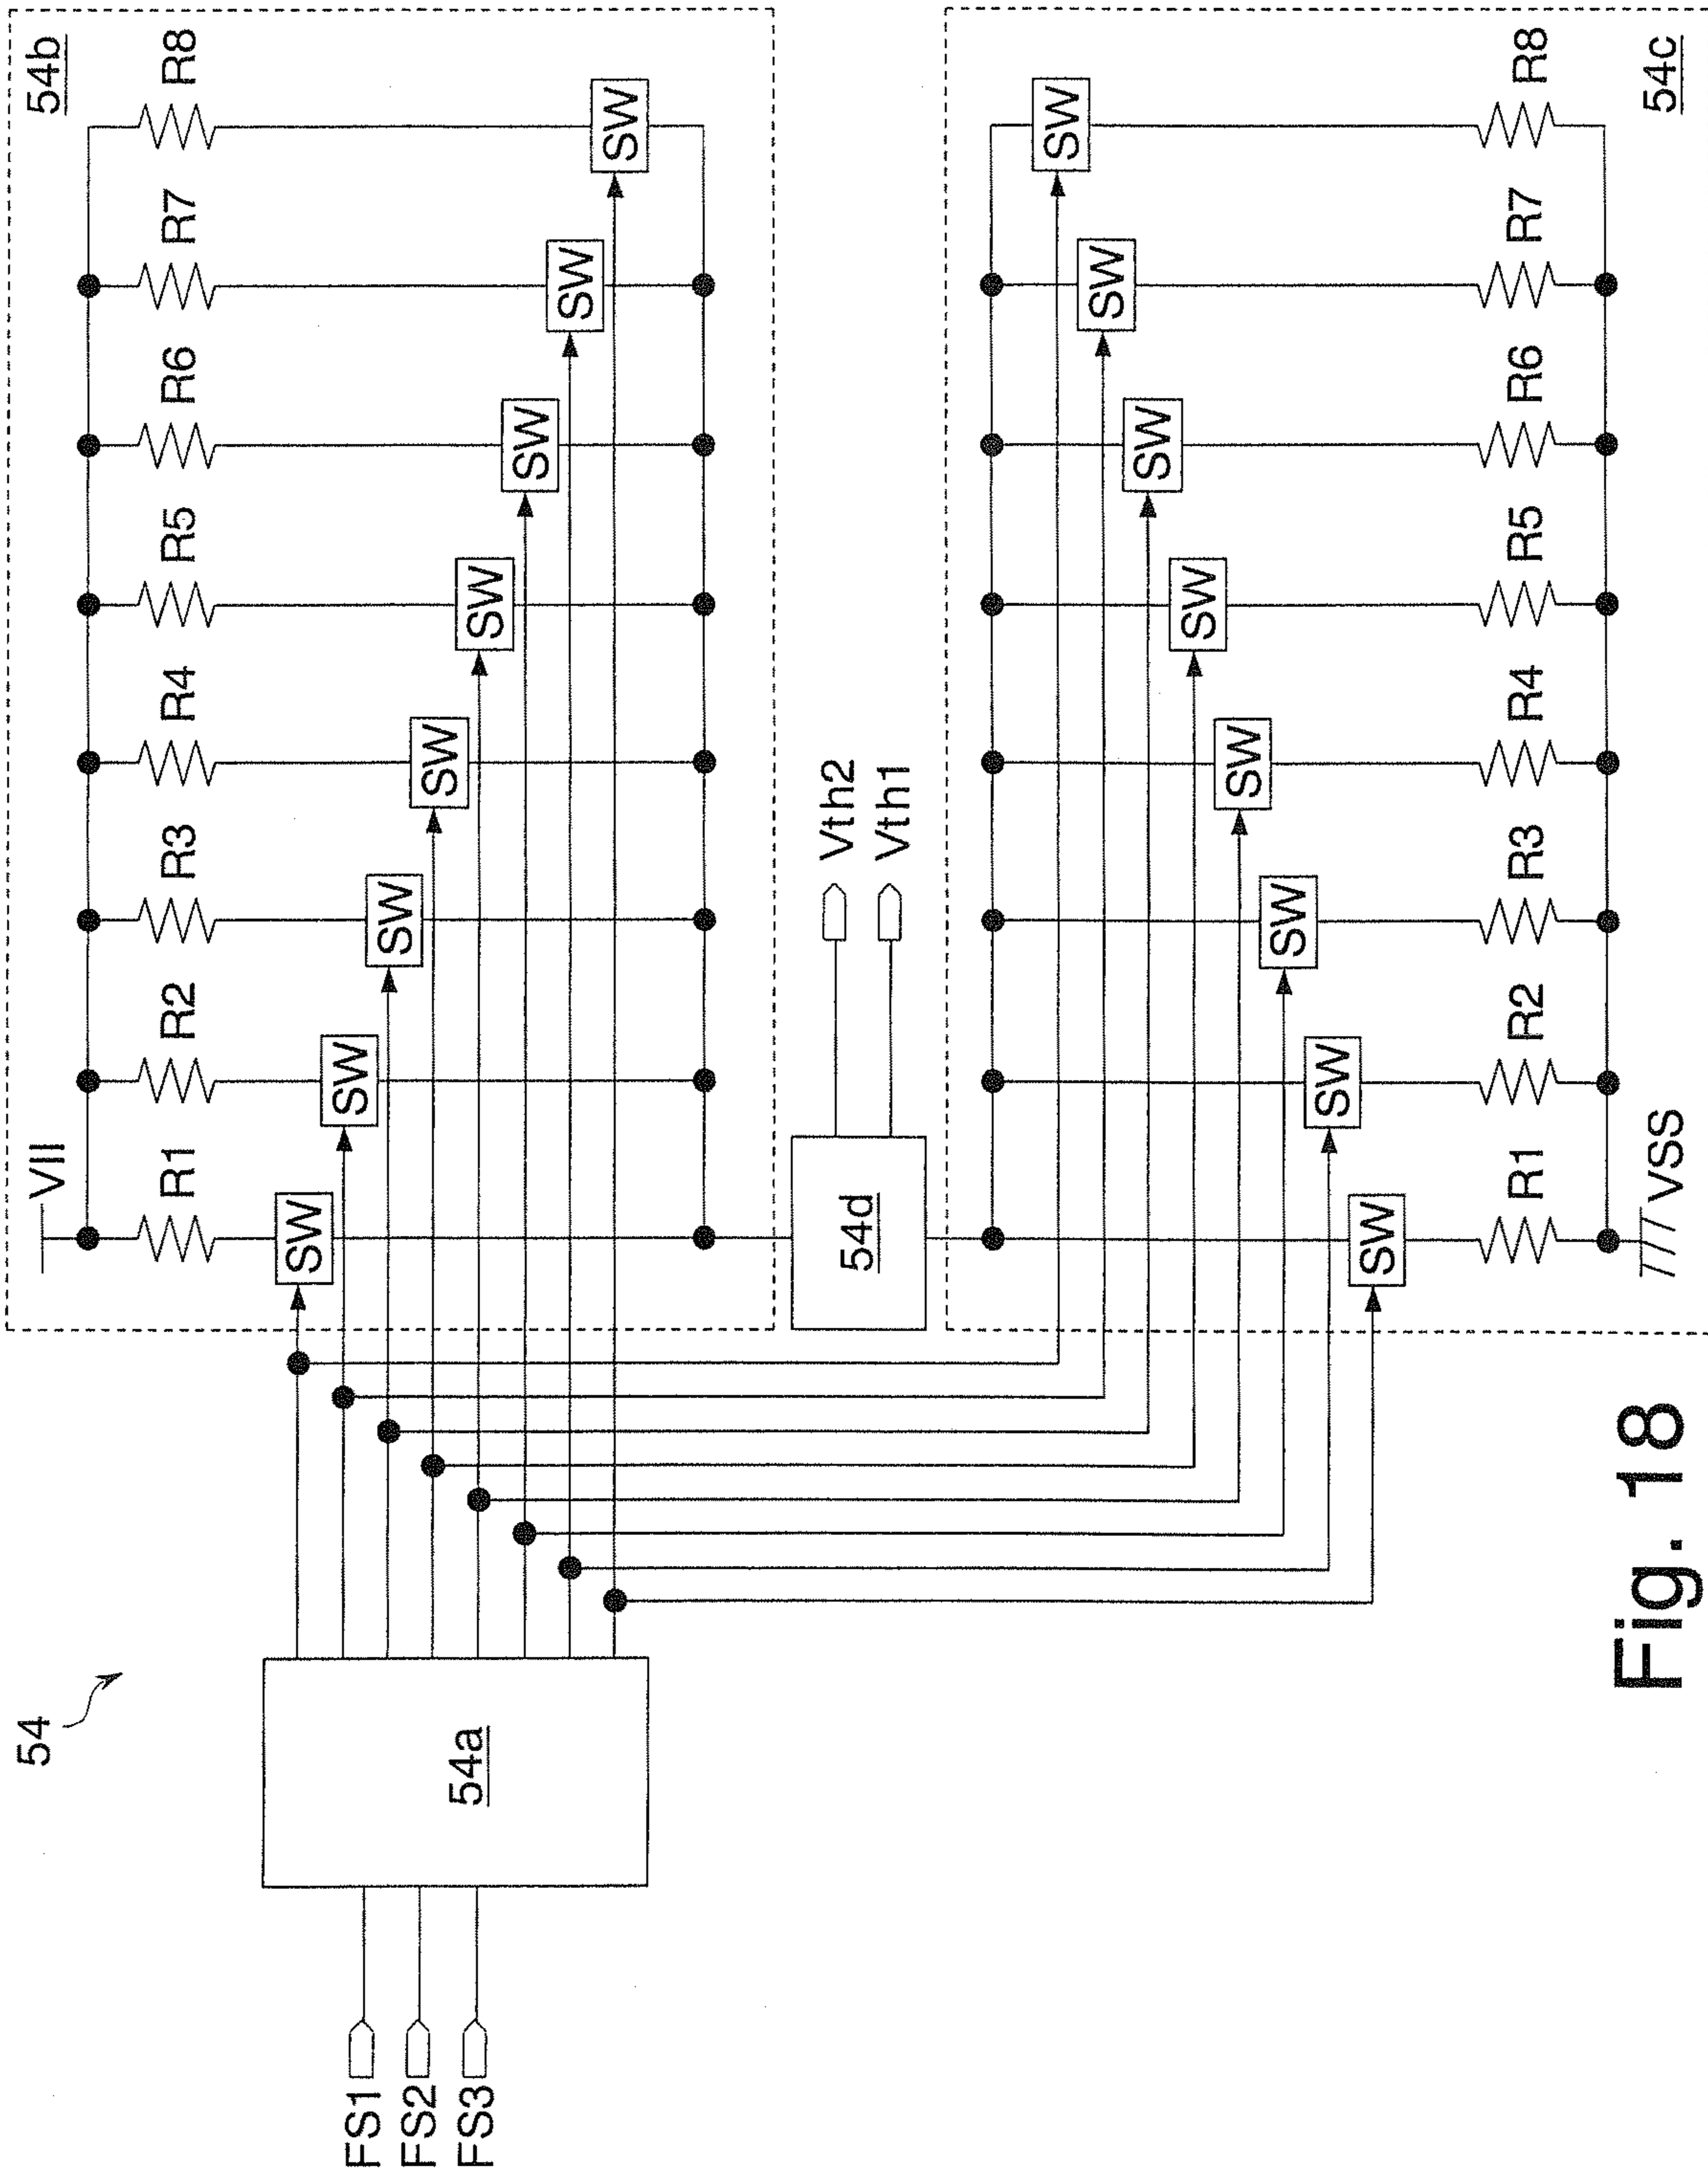 54
FS1
FS2
FS3
54a
54b
VII
R1 R2 R3 R4 R5 R6 R7 R8
SW SW SW SW SW SW SW SW
54d
Vth2
Vth1
SW SW SW SW SW SW SW SW
R1 R2 R3 R4 R5 R6 R7 R8
VSS
54c
Fig. 18